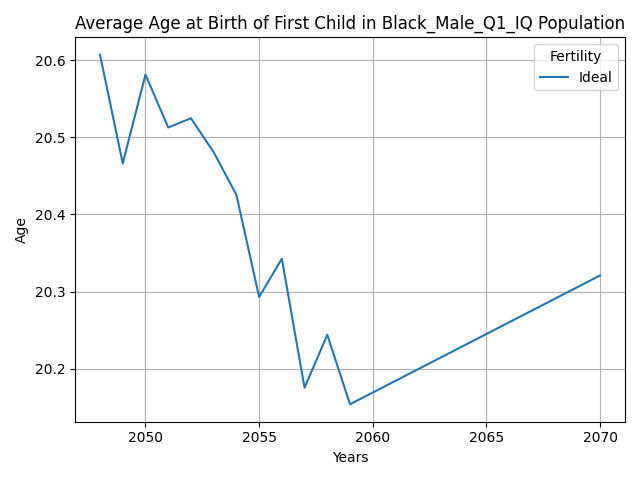 Average Age at Birth of First Child in Black_Male_Q1_IQ Population
Fertility
Ideal
20.6
20.5
20.4
20.3
20.2
Age
2050 2055 2060 2065 2070
Years